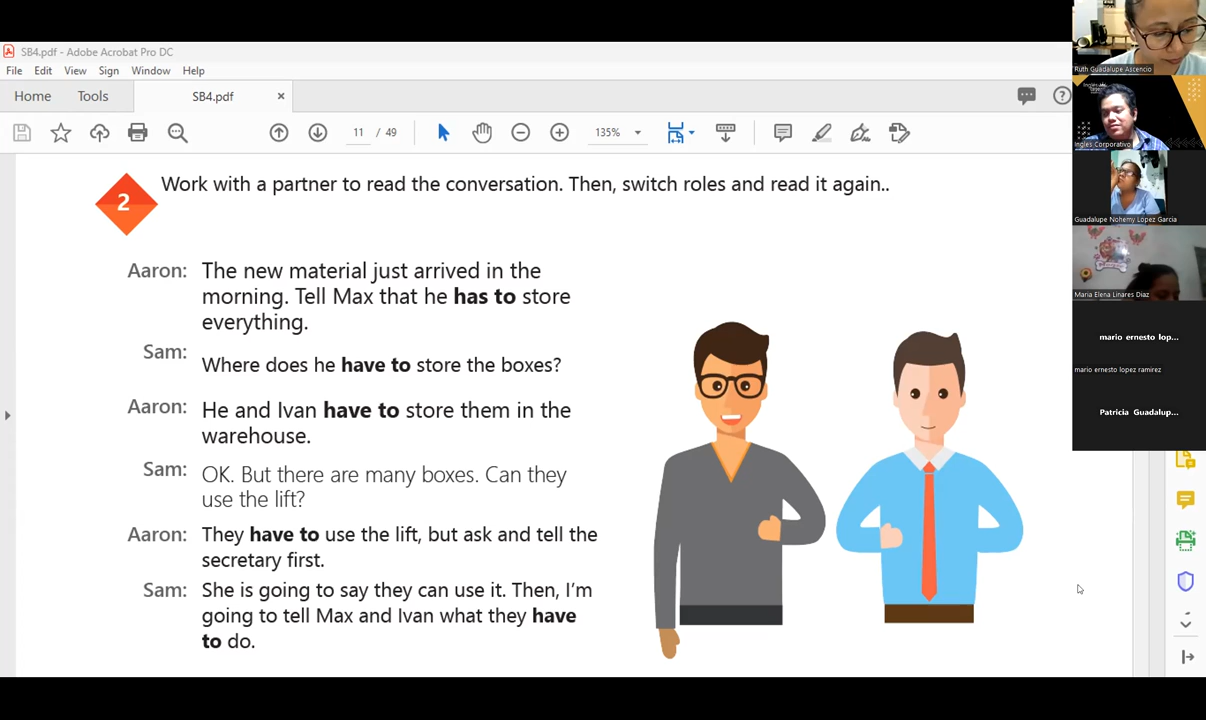 SB4.pdf - Adobe Acrobat Pro DC
File Edit View Sign Window Help
Home Tools SB4.pdf ×
11 / 49 135%
2
Work with a partner to read the conversation. Then, switch roles and read it again..
Aaron: The new material just arrived in the
morning. Tell Max that he has to store
everything.
Sam: Where does he have to store the boxes?
Aaron: He and Ivan have to store them in the
warehouse.
Sam: OK. But there are many boxes. Can they
use the lift?
Aaron: They have to use the lift, but ask and tell the
secretary first.
Sam: She is going to say they can use it. Then, I’m
going to tell Max and Ivan what they have
to do.
Ruth Guadalupe Ascencio
Ingles Corporativo
Guadalupe Nohemy Lopez Garcia
Maria Elena Linares Diaz
mario ernesto lop...
mario ernesto lopez ramirez
Patricia Guadalup...